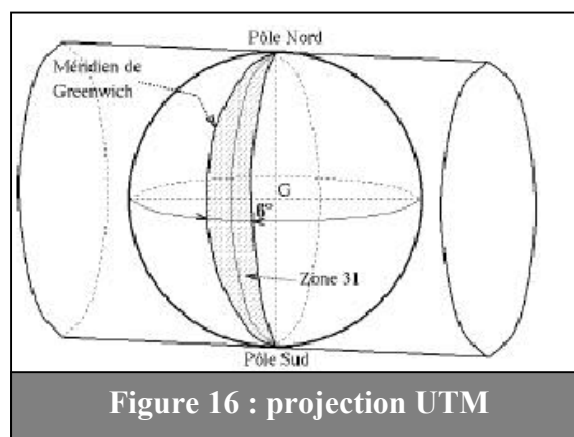 Pôle Nord
Méridien de
Greenwich
G
6°
Zone 31
Pôle Sud
Figure 16 : projection UTM